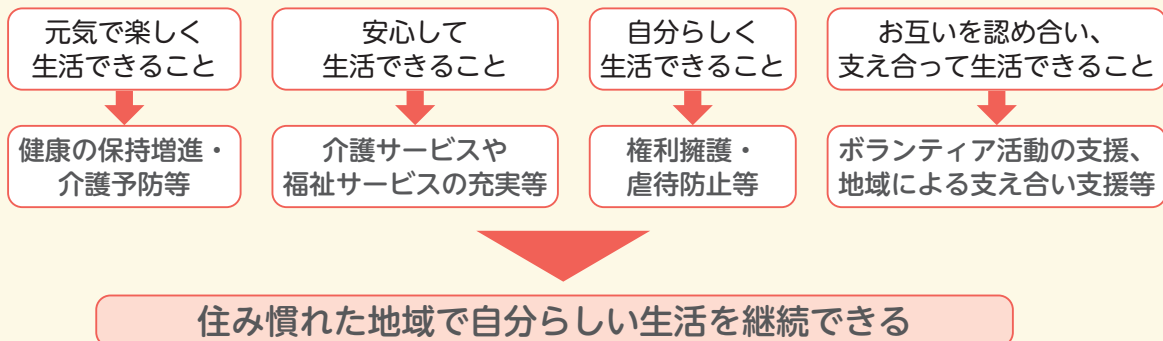 元気で楽しく
生活できること
安心して
生活できること
自分らしく
生活できること
お互いを認め合い、
支え合って生活できること
健康の保持増進・
介護予防等
介護サービスや
福祉サービスの充実等
権利擁護・
虐待防止等
ボランティア活動の支援、
地域による支え合い支援等
住み慣れた地域で自分らしい生活を継続できる